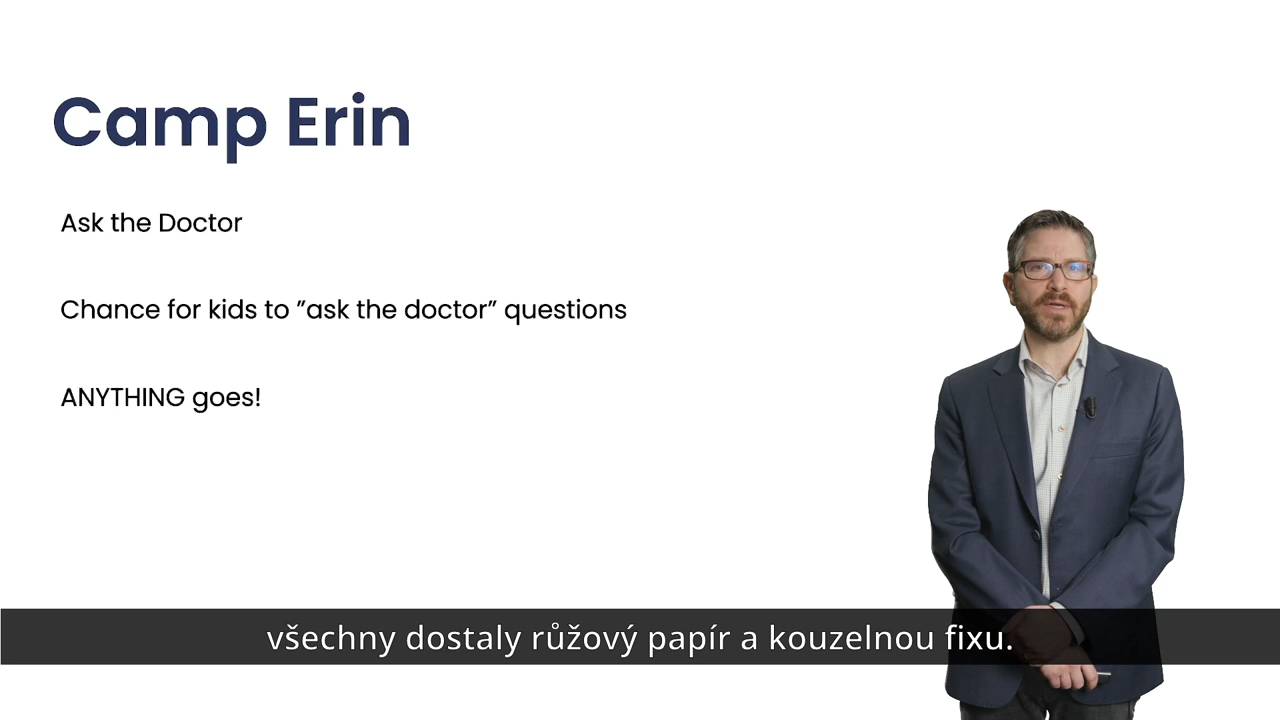 Camp Erin
Ask the Doctor
Chance for kids to ”ask the doctor” questions
ANYTHING goes!
všechny dostaly růžový papír a kouzelnou fixu.